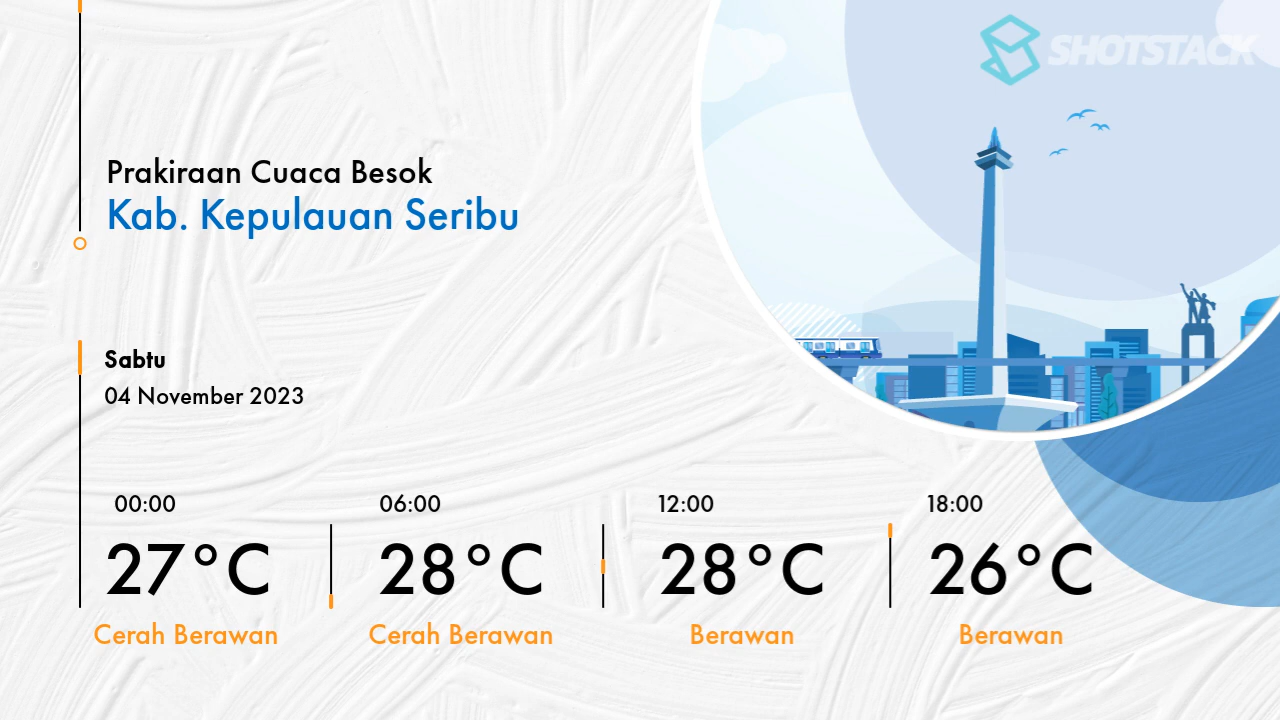 SHOTSTACK
Prakiraan Cuaca Besok
Kab. Kepulauan Seribu
Sabtu
04 November 2023
00:00
27°C
Cerah Berawan
06:00
28°C
Cerah Berawan
12:00
28°C
Berawan
18:00
26°C
Berawan